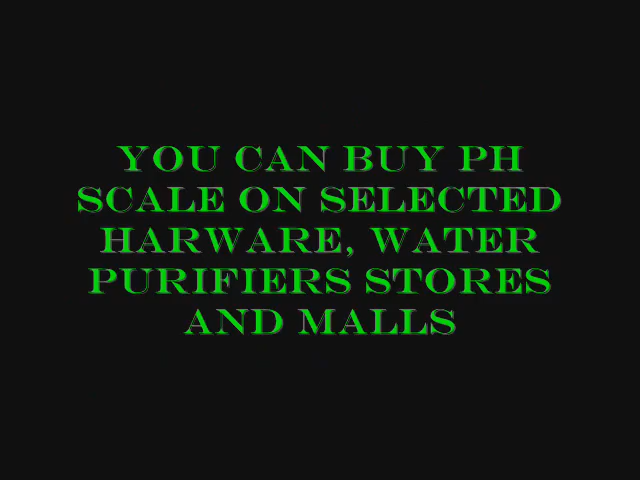 YOU CAN BUY PH
SCALE ON SELECTED
HARWARE, WATER
PURIFIERS STORES
AND MALLS